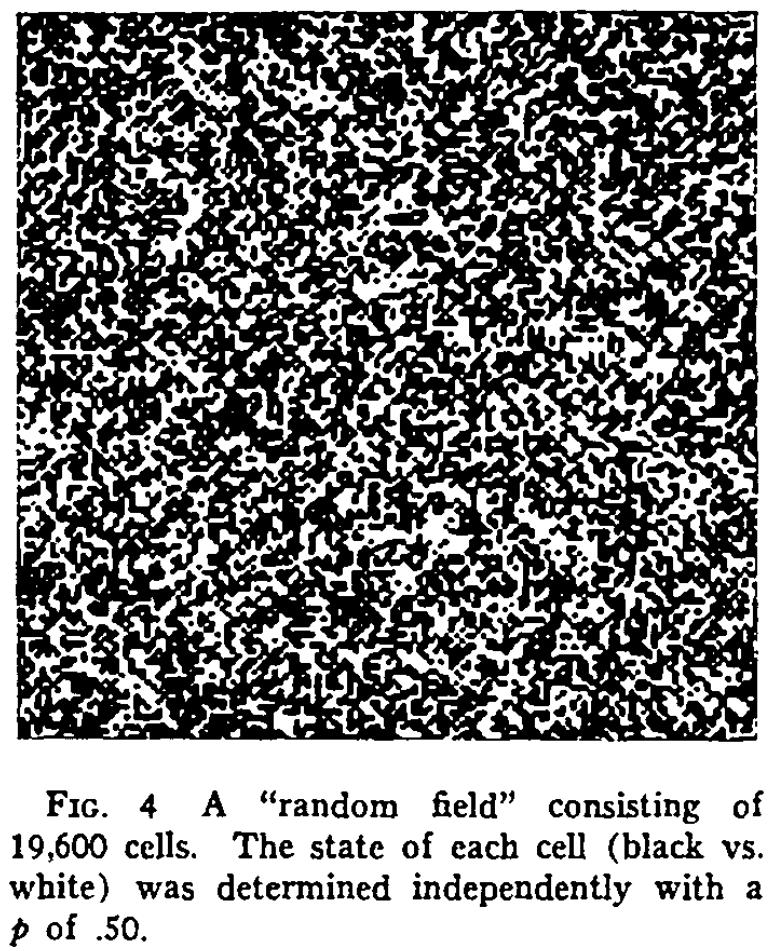 FIG. 4 A “random field” consisting of
19,600 cells. The state of each cell (black vs.
white) was determined independently with a
p of .50.